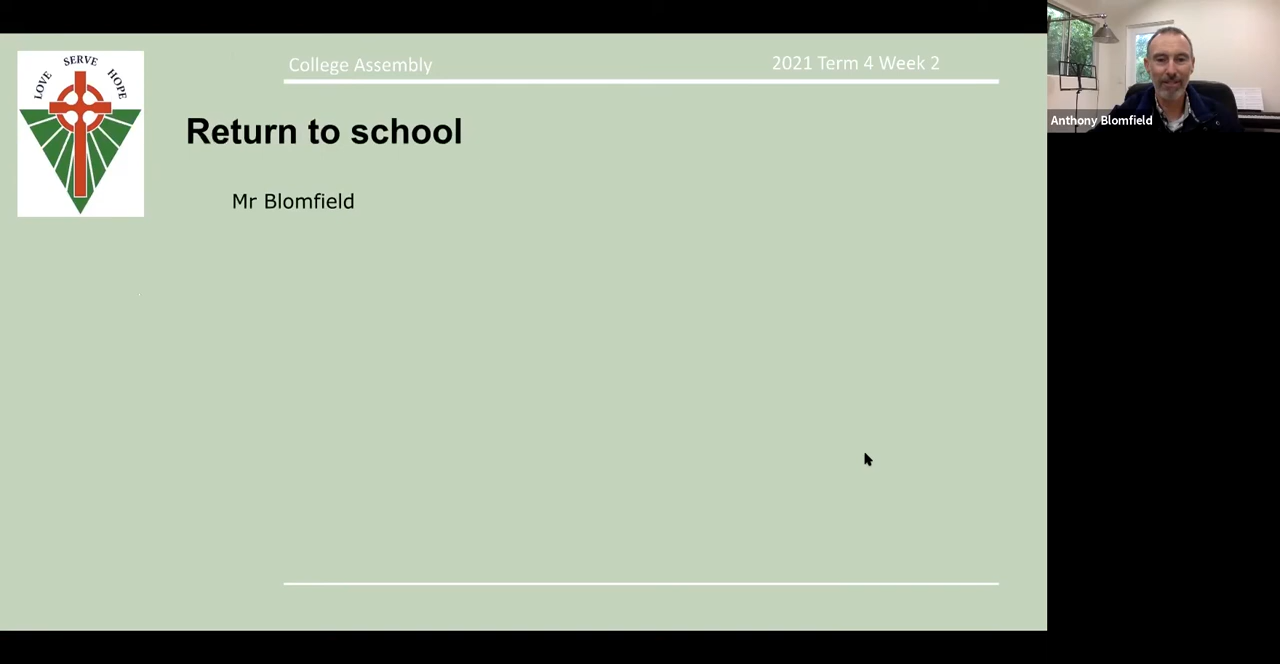 LOVE SERVE HOPE
College Assembly
2021 Term 4 Week 2
Return to school
Mr Blomfield
Anthony Blomfield